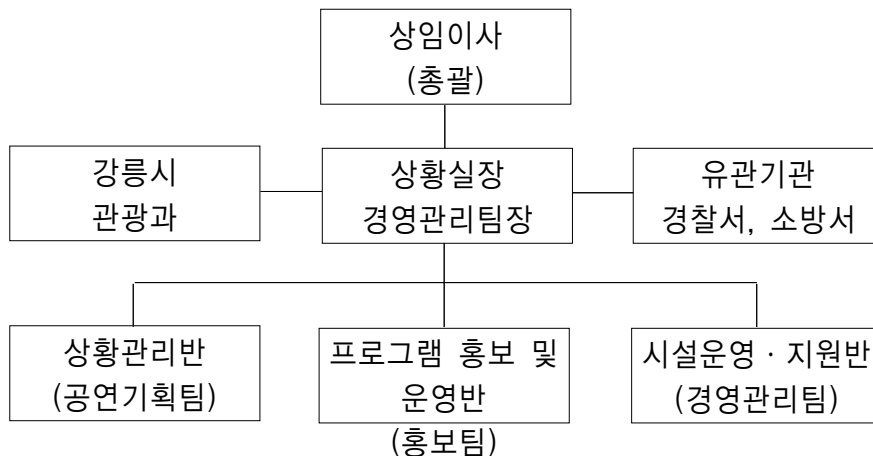 상임이사
(총괄)
강릉시
관광과
상황실장
경영관리팀장
유관기관
경찰서, 소방서
상황관리반
(공연기획팀)
프로그램 홍보 및
운영반
(홍보팀)
시설운영 · 지원반
(경영관리팀)